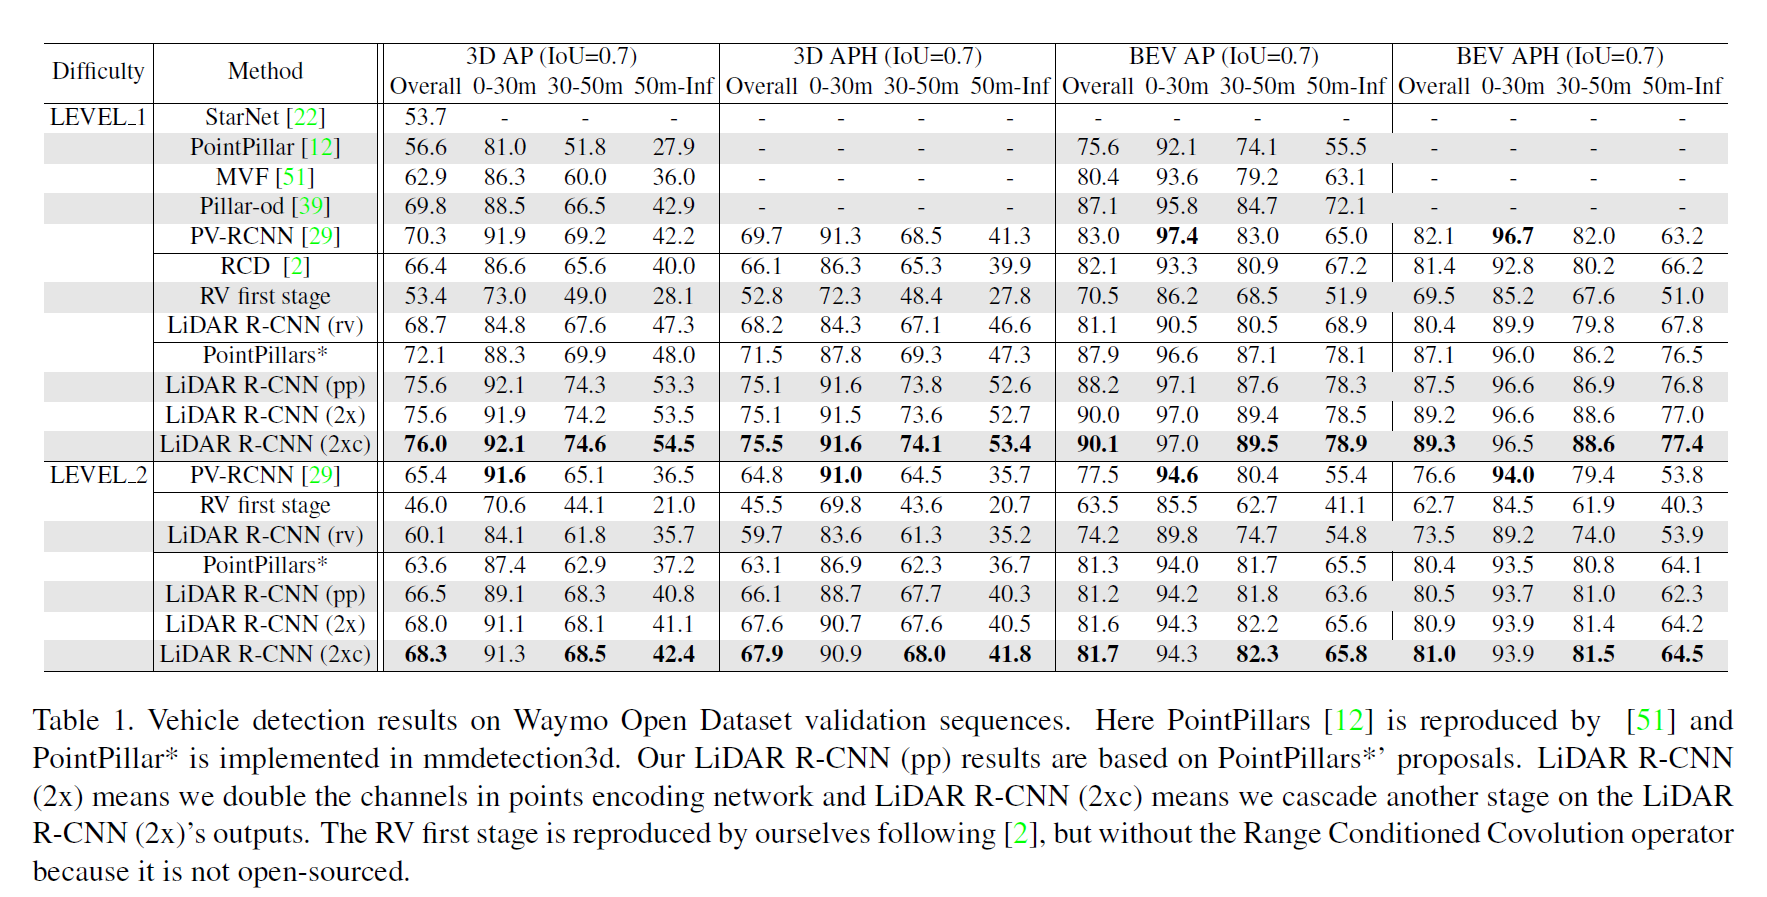 Difficulty Method 3D AP (IoU=0.7) 3D APH (IoU=0.7) BEV AP (IoU=0.7) BEV APH (IoU=0.7)
Overall 0-30m 30-50m 50m-Inf Overall 0-30m 30-50m 50m-Inf Overall 0-30m 30-50m 50m-Inf Overall 0-30m 30-50m 50m-Inf
LEVEL_1 StarNet [22] 53.7 - - - - - - - - - - - - - - -
PointPillar [12] 56.6 81.0 51.8 27.9 - - - - 75.6 92.1 74.1 55.5 - - - -
MVF [51] 62.9 86.3 60.0 36.0 - - - - 80.4 93.6 79.2 63.1 - - - -
Pillar-od [39] 69.8 88.5 66.5 42.9 - - - - 87.1 95.8 84.7 72.1 - - - -
PV-RCNN [29] 70.3 91.9 69.2 42.2 69.7 91.3 68.5 41.3 83.0 97.4 83.0 65.0 82.1 96.7 82.0 63.2
RCD [2] 66.4 86.6 65.6 40.0 66.1 86.3 65.3 39.9 82.1 93.3 80.9 67.2 81.4 92.8 80.2 66.2
RV first stage 53.4 73.0 49.0 28.1 52.8 72.3 48.4 27.8 70.5 86.2 68.5 51.9 69.5 85.2 67.6 51.0
LiDAR R-CNN (rv) 68.7 84.8 67.6 47.3 68.2 84.3 67.1 46.6 81.1 90.5 80.5 68.9 80.4 89.9 79.8 67.8
PointPillars* 72.1 88.3 69.9 48.0 71.5 87.8 69.3 47.3 87.9 96.6 87.1 78.1 87.1 96.0 86.2 76.5
LiDAR R-CNN (pp) 75.6 92.1 74.3 53.3 75.1 91.6 73.8 52.6 88.2 97.1 87.6 78.3 87.5 96.6 86.9 76.8
LiDAR R-CNN (2x) 75.6 91.9 74.2 53.5 75.1 91.5 73.6 52.7 90.0 97.0 89.4 78.5 89.2 96.6 88.6 77.0
LiDAR R-CNN (2xc) 76.0 92.1 74.6 54.5 75.5 91.6 74.1 53.4 90.1 97.0 89.5 78.9 89.3 96.5 88.6 77.4
LEVEL_2 PV-RCNN [29] 65.4 91.6 65.1 36.5 64.8 91.0 64.5 35.7 77.5 94.6 80.4 55.4 76.6 94.0 79.4 53.8
RV first stage 46.0 70.6 44.1 21.0 45.5 69.8 43.6 20.7 63.5 85.5 62.7 41.1 62.7 84.5 61.9 40.3
LiDAR R-CNN (rv) 60.1 84.1 61.8 35.7 59.7 83.6 61.3 35.2 74.2 89.8 74.7 54.8 73.5 89.2 74.0 53.9
PointPillars* 63.6 87.4 62.9 37.2 63.1 86.9 62.3 36.7 81.3 94.0 81.7 65.5 80.4 93.5 80.8 64.1
LiDAR R-CNN (pp) 66.5 89.1 68.3 40.8 66.1 88.7 67.7 40.3 81.2 94.2 81.8 63.6 80.5 93.7 81.0 62.3
LiDAR R-CNN (2x) 68.0 91.1 68.1 41.1 67.6 90.7 67.6 40.5 81.6 94.3 82.2 65.6 80.9 93.9 81.4 64.2
LiDAR R-CNN (2xc) 68.3 91.3 68.5 42.4 67.9 90.9 68.0 41.8 81.7 94.3 82.3 65.8 81.0 93.9 81.5 64.5
Table 1. Vehicle detection results on Waymo Open Dataset validation sequences. Here PointPillars [12] is reproduced by [51] and
PointPillar* is implemented in mmdetection3d. Our LiDAR R-CNN (pp) results are based on PointPillars*' proposals. LiDAR R-CNN
(2x) means we double the channels in points encoding network and LiDAR R-CNN (2xc) means we cascade another stage on the LiDAR
R-CNN (2x)'s outputs. The RV first stage is reproduced by ourselves following [2], but without the Range Conditioned Covolution operator
because it is not open-sourced.